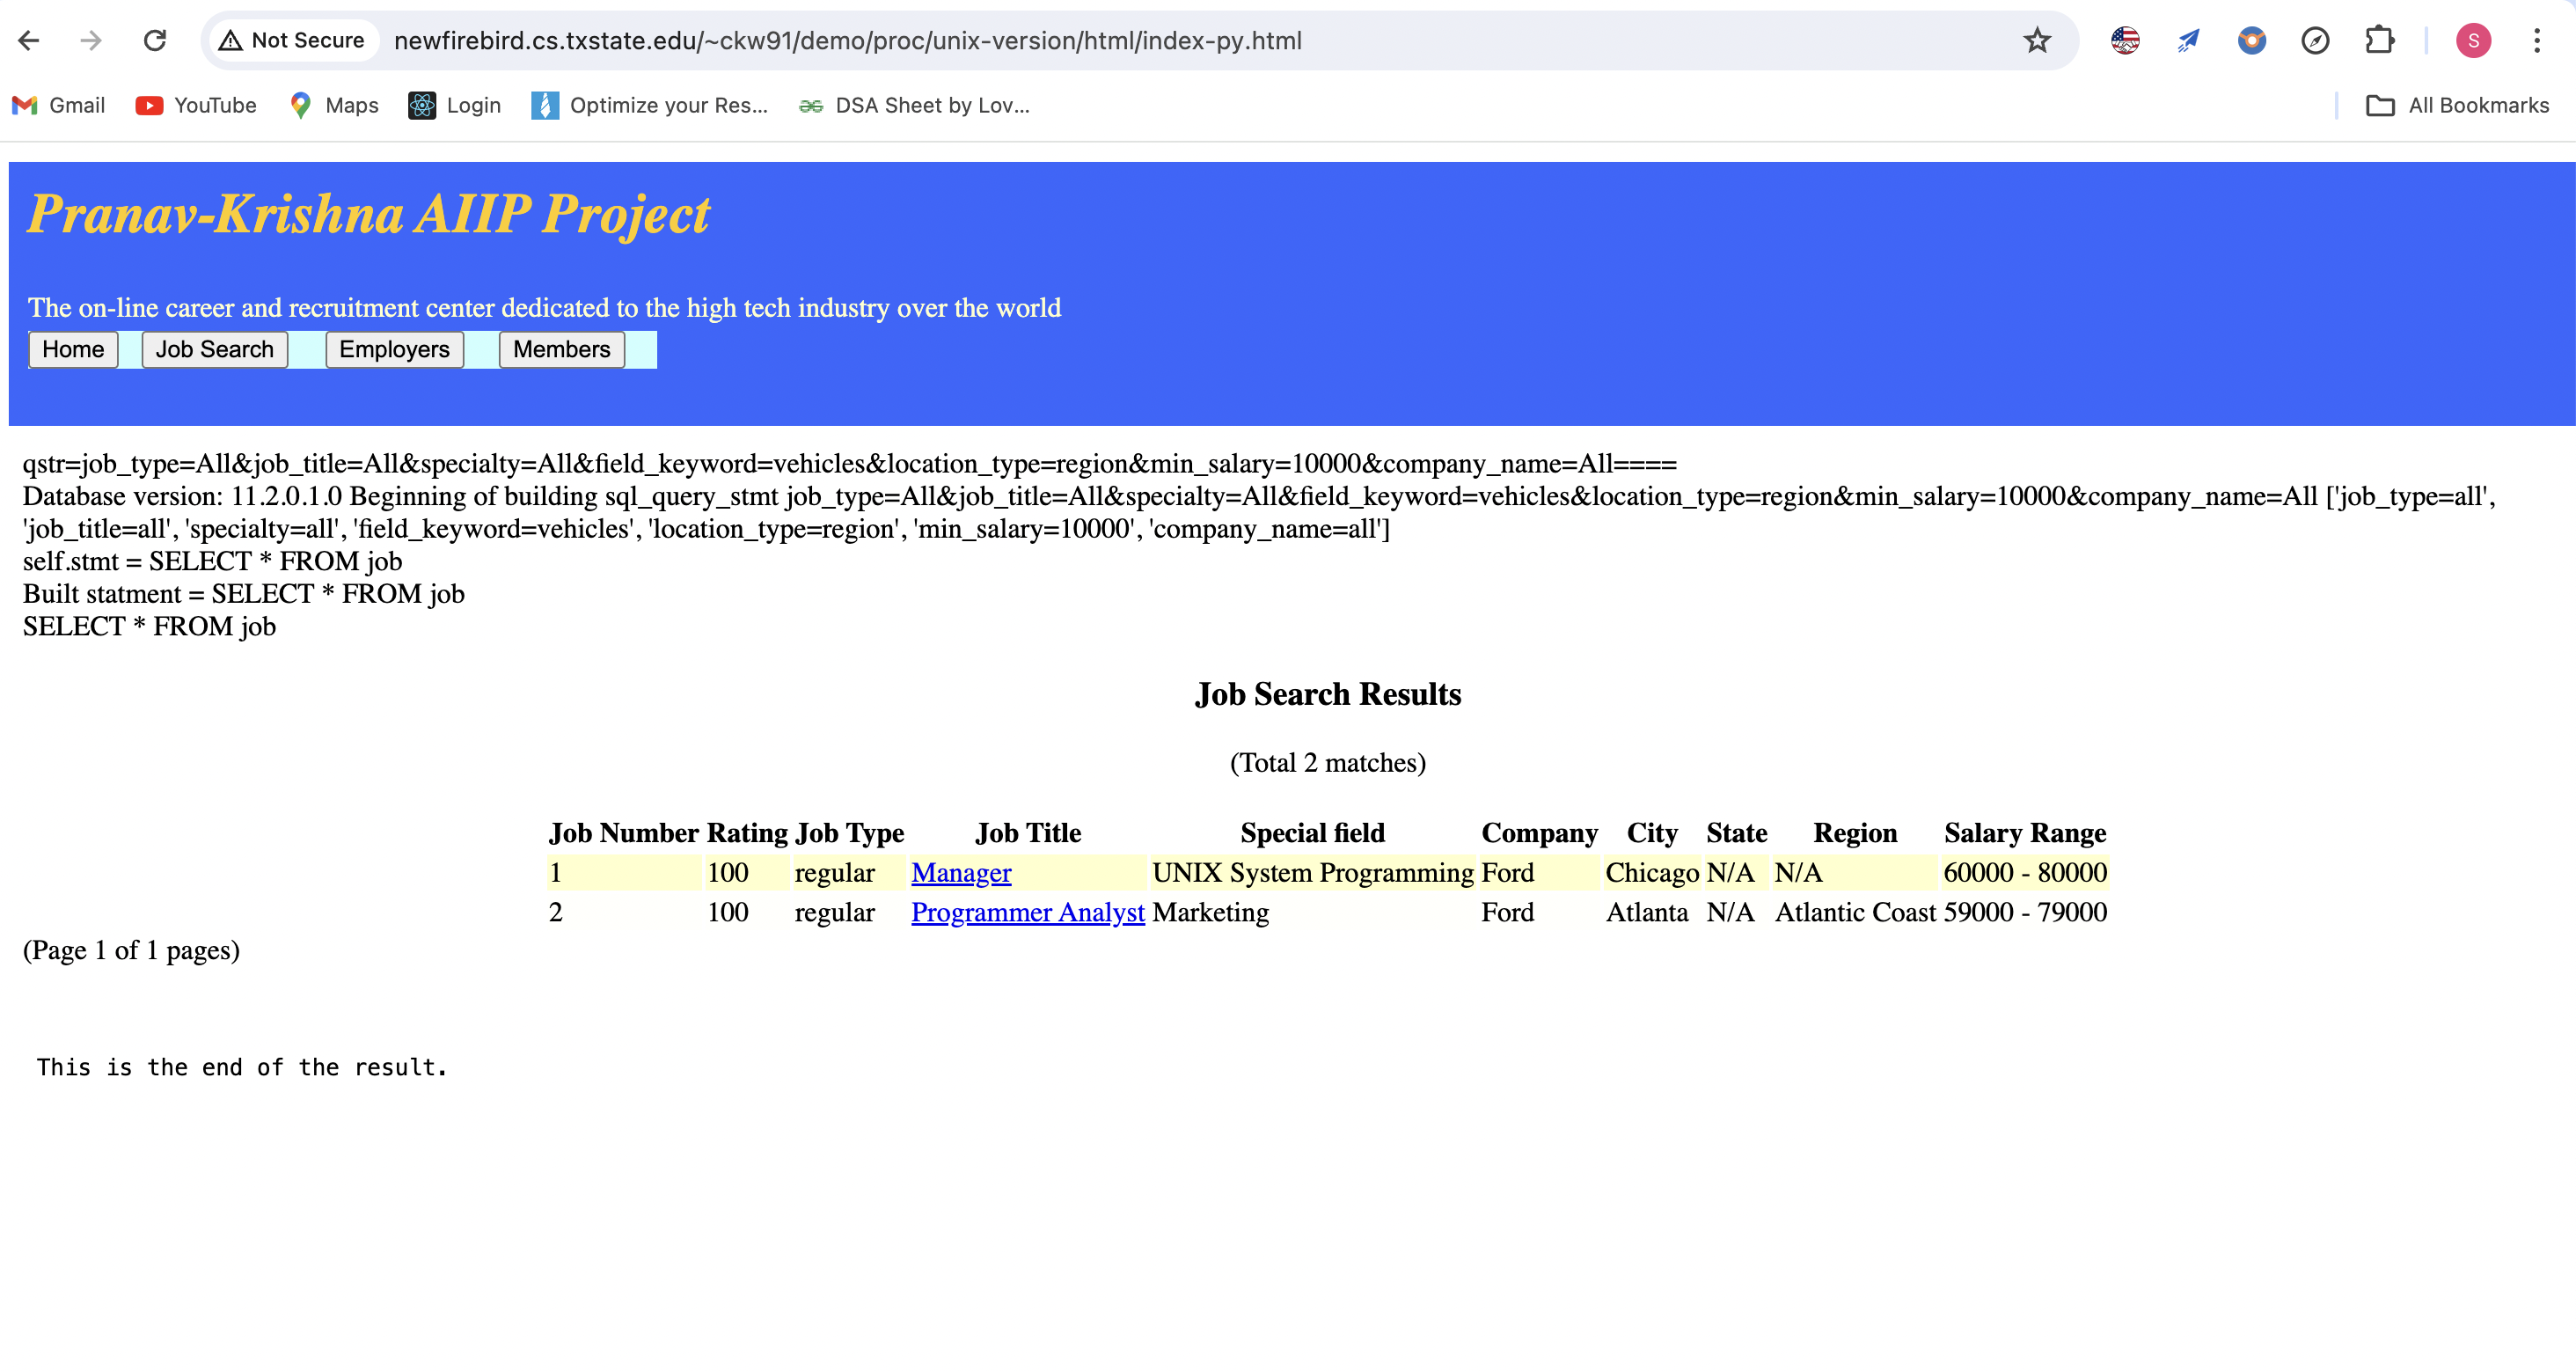 Not Secure newfirebird.cs.txstate.edu/~ckw91/demo/proc/unix-version/html/index-py.html S
Gmail YouTube Maps Login Optimize your Res... DSA Sheet by Lov... All Bookmarks
Pranav-Krishna AIIP Project
The on-line career and recruitment center dedicated to the high tech industry over the world
Home Job Search Employers Members
qstr=job_type=All&job_title=All&specialty=All&field_keyword=vehicles&location_type=region&min_salary=10000&company_name=All====
Database version: 11.2.0.1.0 Beginning of building sql_query_stmt job_type=All&job_title=All&specialty=All&field_keyword=vehicles&location_type=region&min_salary=10000&company_name=All ['job_type=all',
'job_title=all', 'specialty=all', 'field_keyword=vehicles', 'location_type=region', 'min_salary=10000', 'company_name=all']
self.stmt = SELECT * FROM job
Built statment = SELECT * FROM job
SELECT * FROM job
Job Search Results
(Total 2 matches)
Job Number Rating Job Type Job Title Special field Company City State Region Salary Range
1 100 regular Manager UNIX System Programming Ford Chicago N/A N/A 60000 - 80000
2 100 regular Programmer Analyst Marketing Ford Atlanta N/A Atlantic Coast 59000 - 79000
(Page 1 of 1 pages)
This is the end of the result.